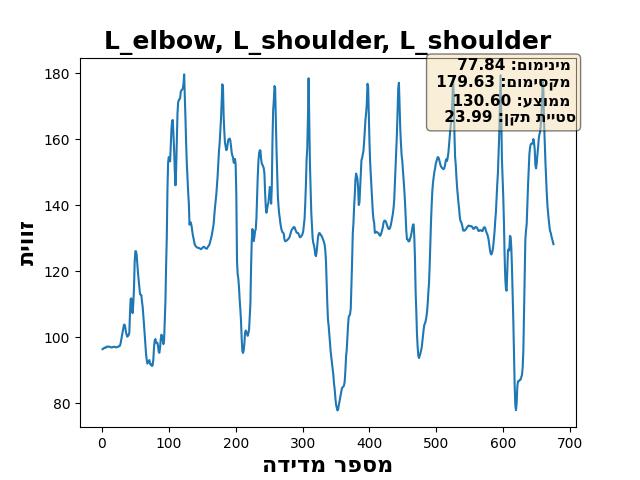 L_elbow, L_shoulder, L_shoulder
מינימום: 77.84
מקסימום: 179.63
ממוצע: 130.60
סטיית תקן: 23.99
זווית
180
160
140
120
100
80
0 100 200 300 400 500 600 700
מספר מדידה